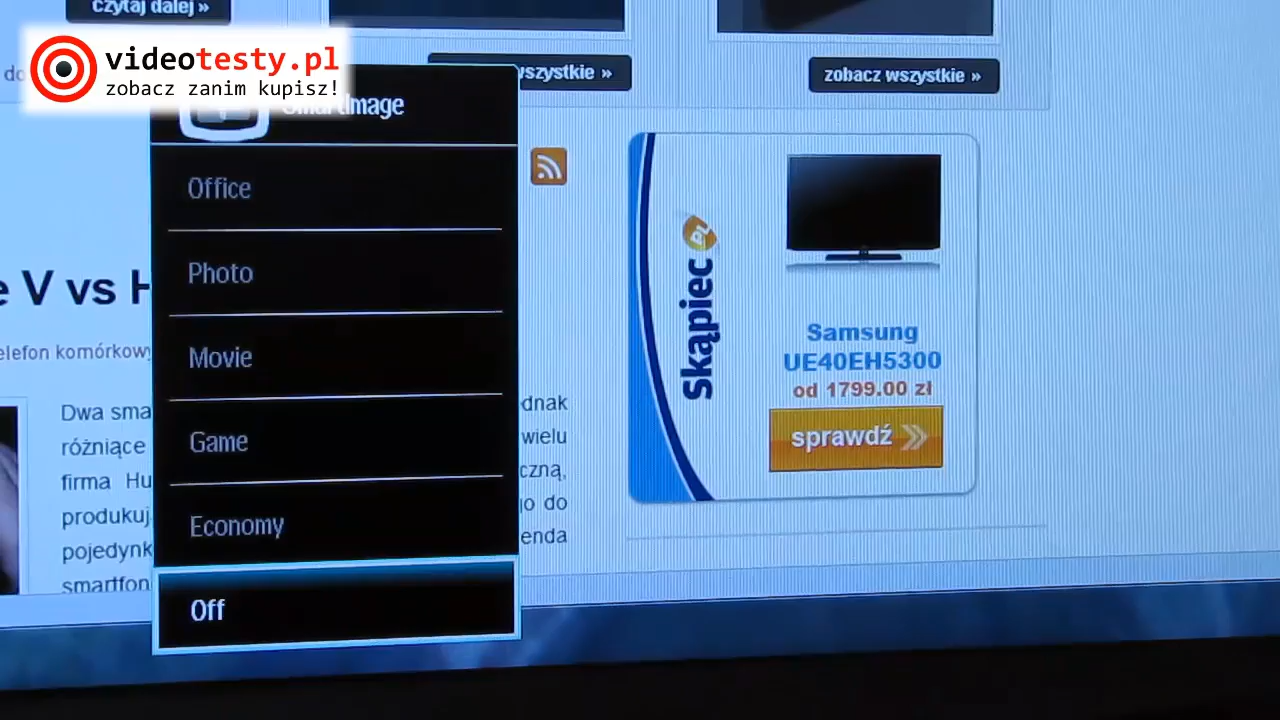 czytaj dalej »
videotesty.pl
zobacz zanim kupisz!
wszystkie »
zobacz wszystkie »
SmartImage
Office
Photo
Movie
Game
Economy
Off
e V vs H
elefon komórkowy
Dwa sma
różniące
firma Hu
produkuj
pojedynk
smartfon
dnak
wielu
czną,
go do
enda
Skąpiec
PL
Samsung
UE40EH5300
od 1799.00 zł
sprawdź